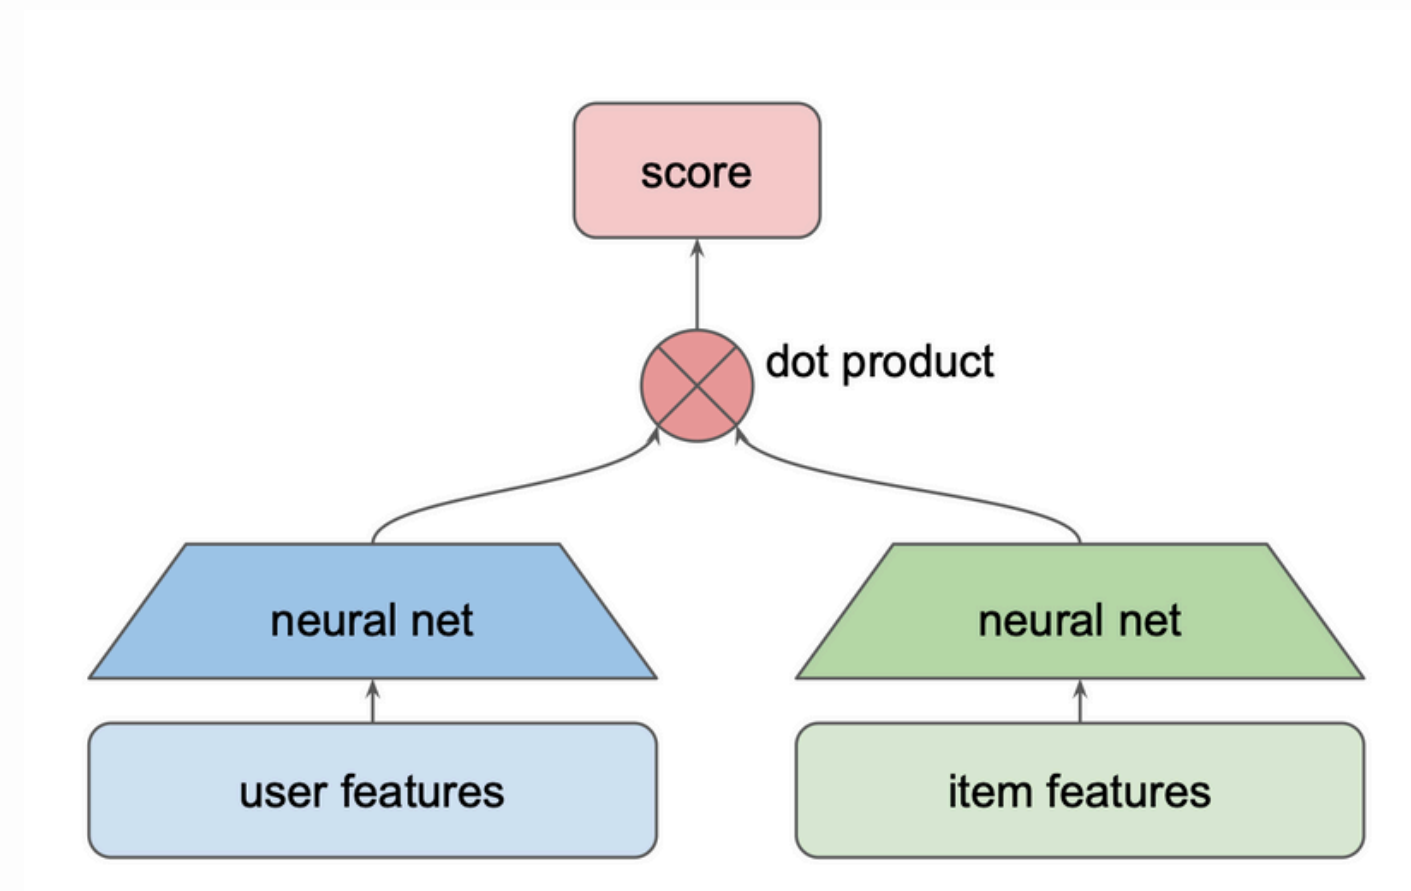 score
dot product
neural net
neural net
user features
item features